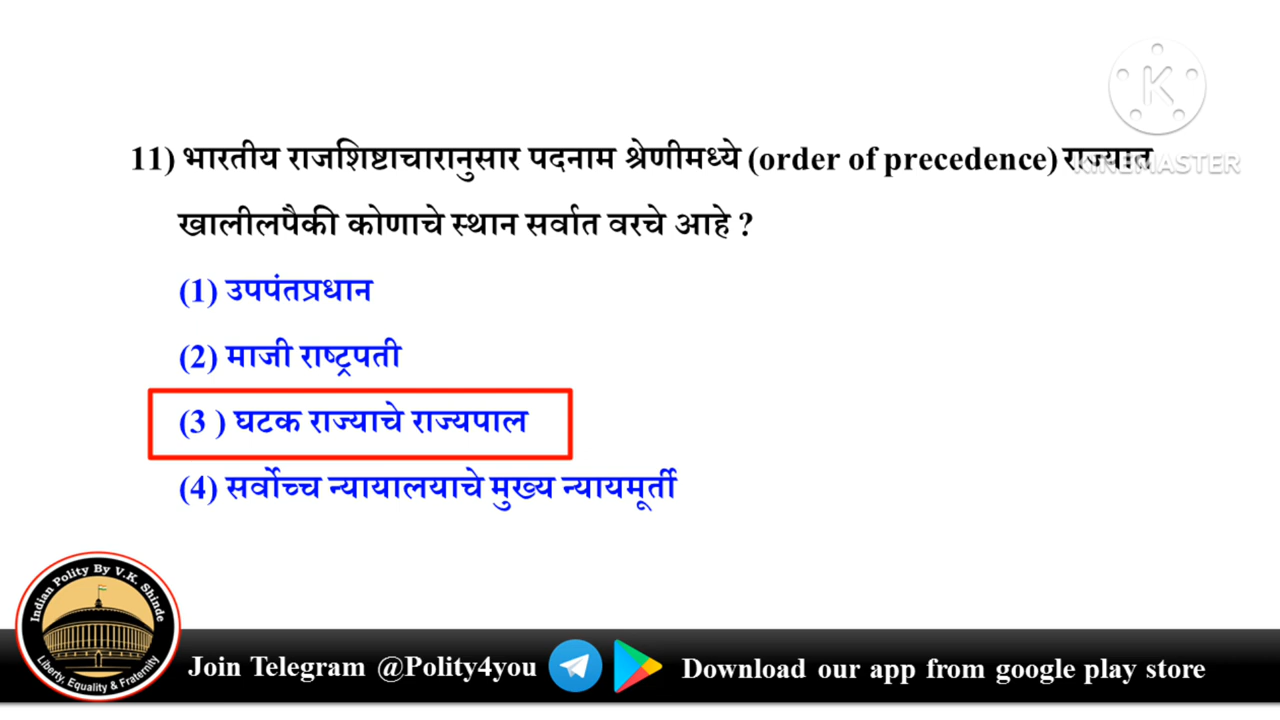 KINEMASTER
11) भारतीय राजशिष्टाचारानुसार पदनाम श्रेणीमध्ये (order of precedence) राज्यात
खालीलपैकी कोणाचे स्थान सर्वात वरचे आहे ?
(1) उपपंतप्रधान
(2) माजी राष्ट्रपती
(3 ) घटक राज्याचे राज्यपाल
(4) सर्वोच्च न्यायालयाचे मुख्य न्यायमूर्ती
Indian Polity By V.K. Shinde
Liberty, Equality & Fraternity
Join Telegram @Polity4you
Download our app from google play store